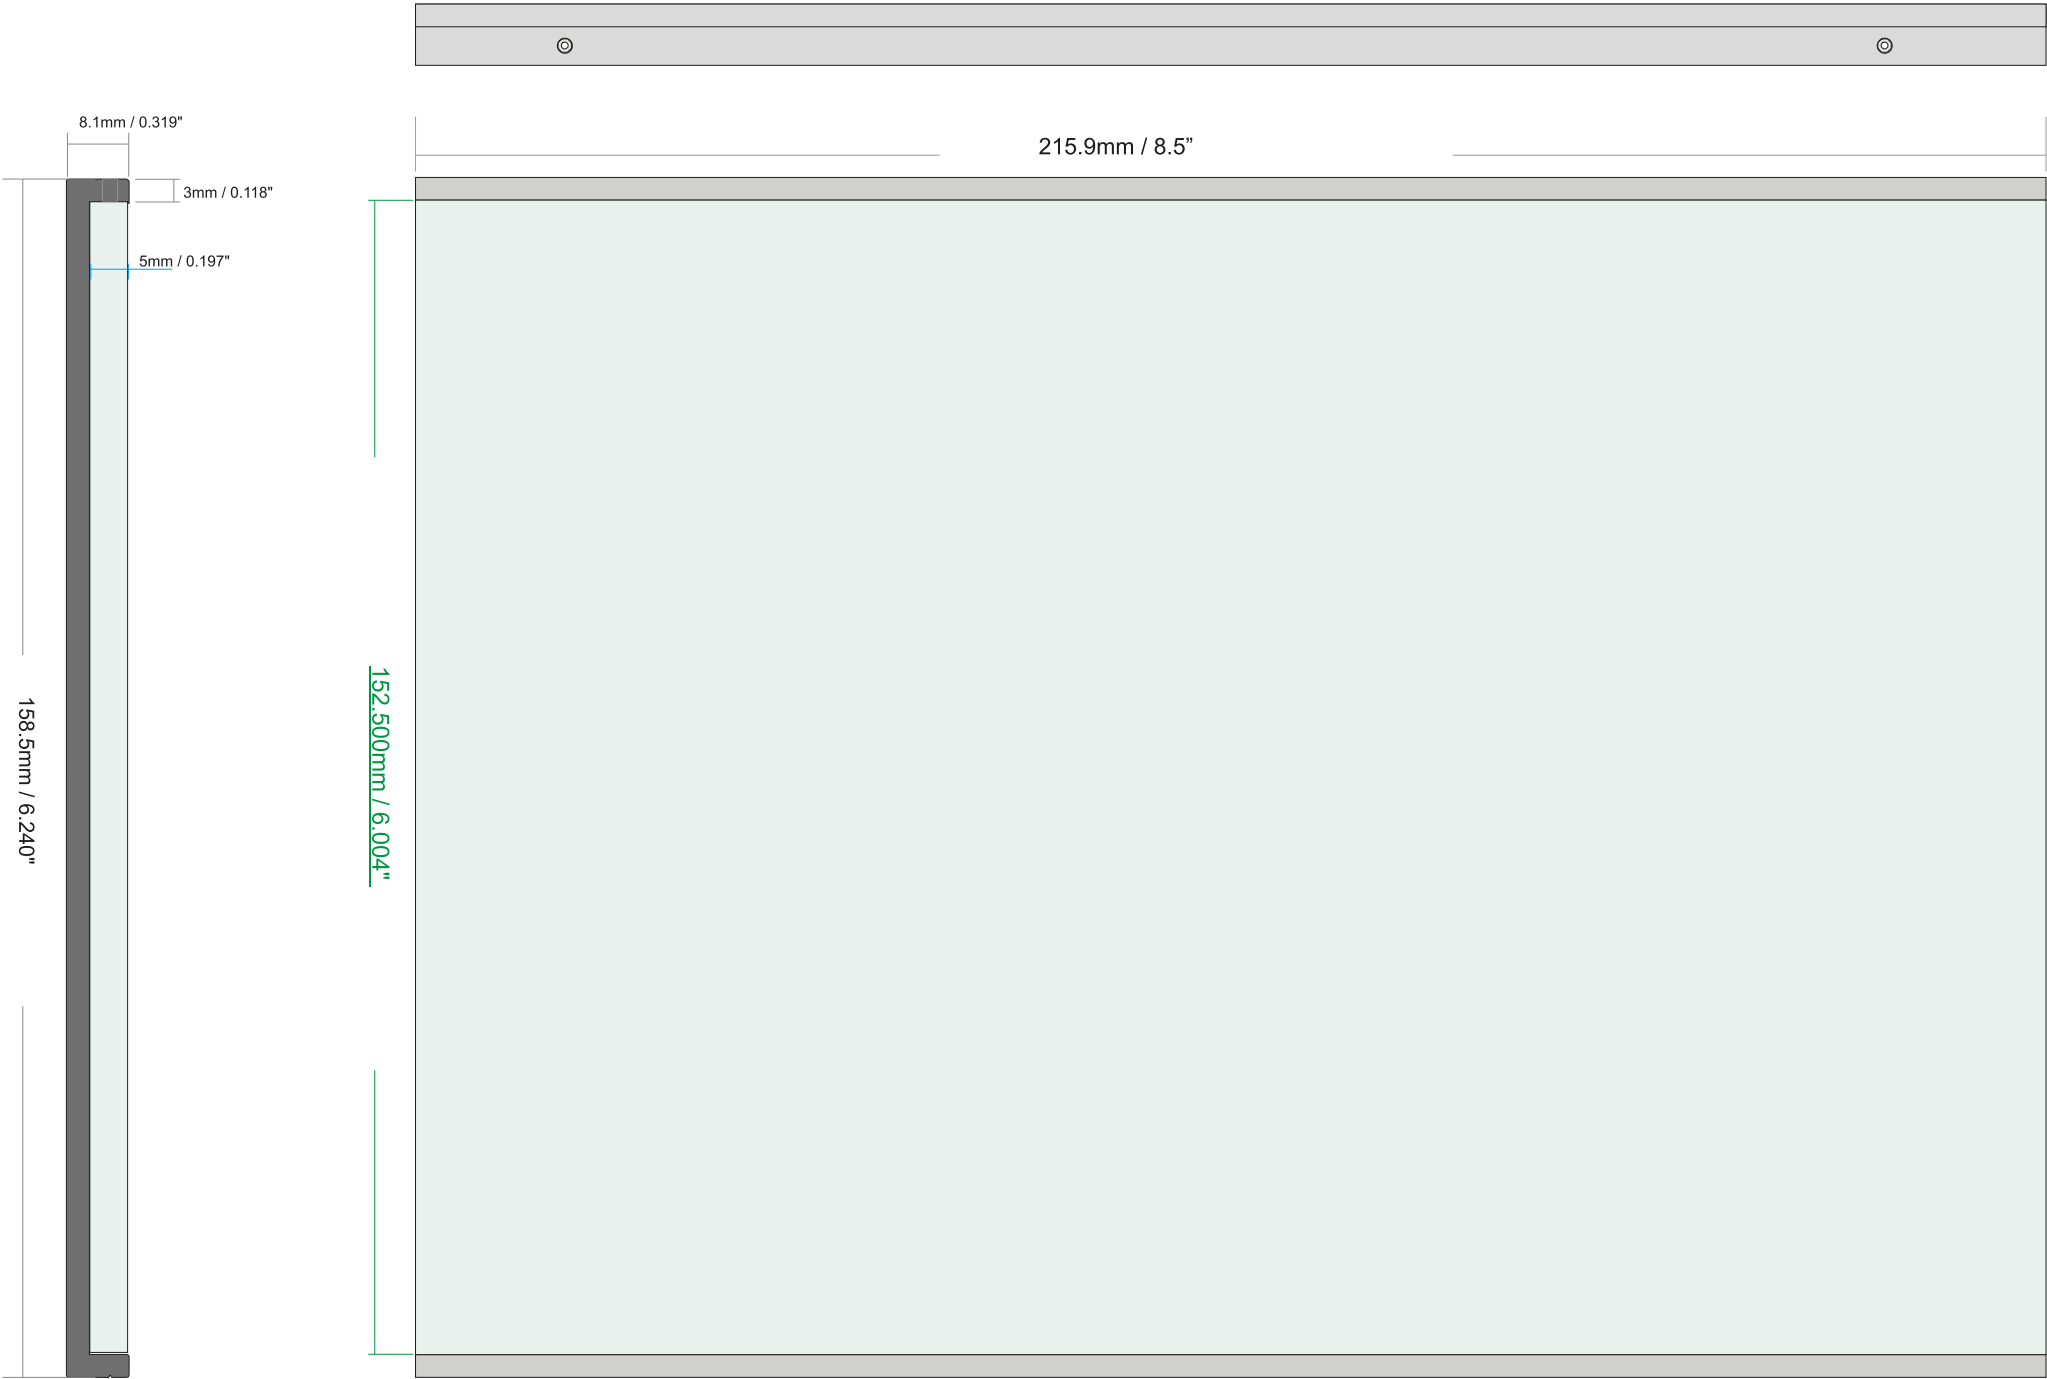 8.1mm / 0.319"
215.9mm / 8.5”
3mm / 0.118"
5mm / 0.197"
158.5mm / 6.240"
152.500mm / 6.004"